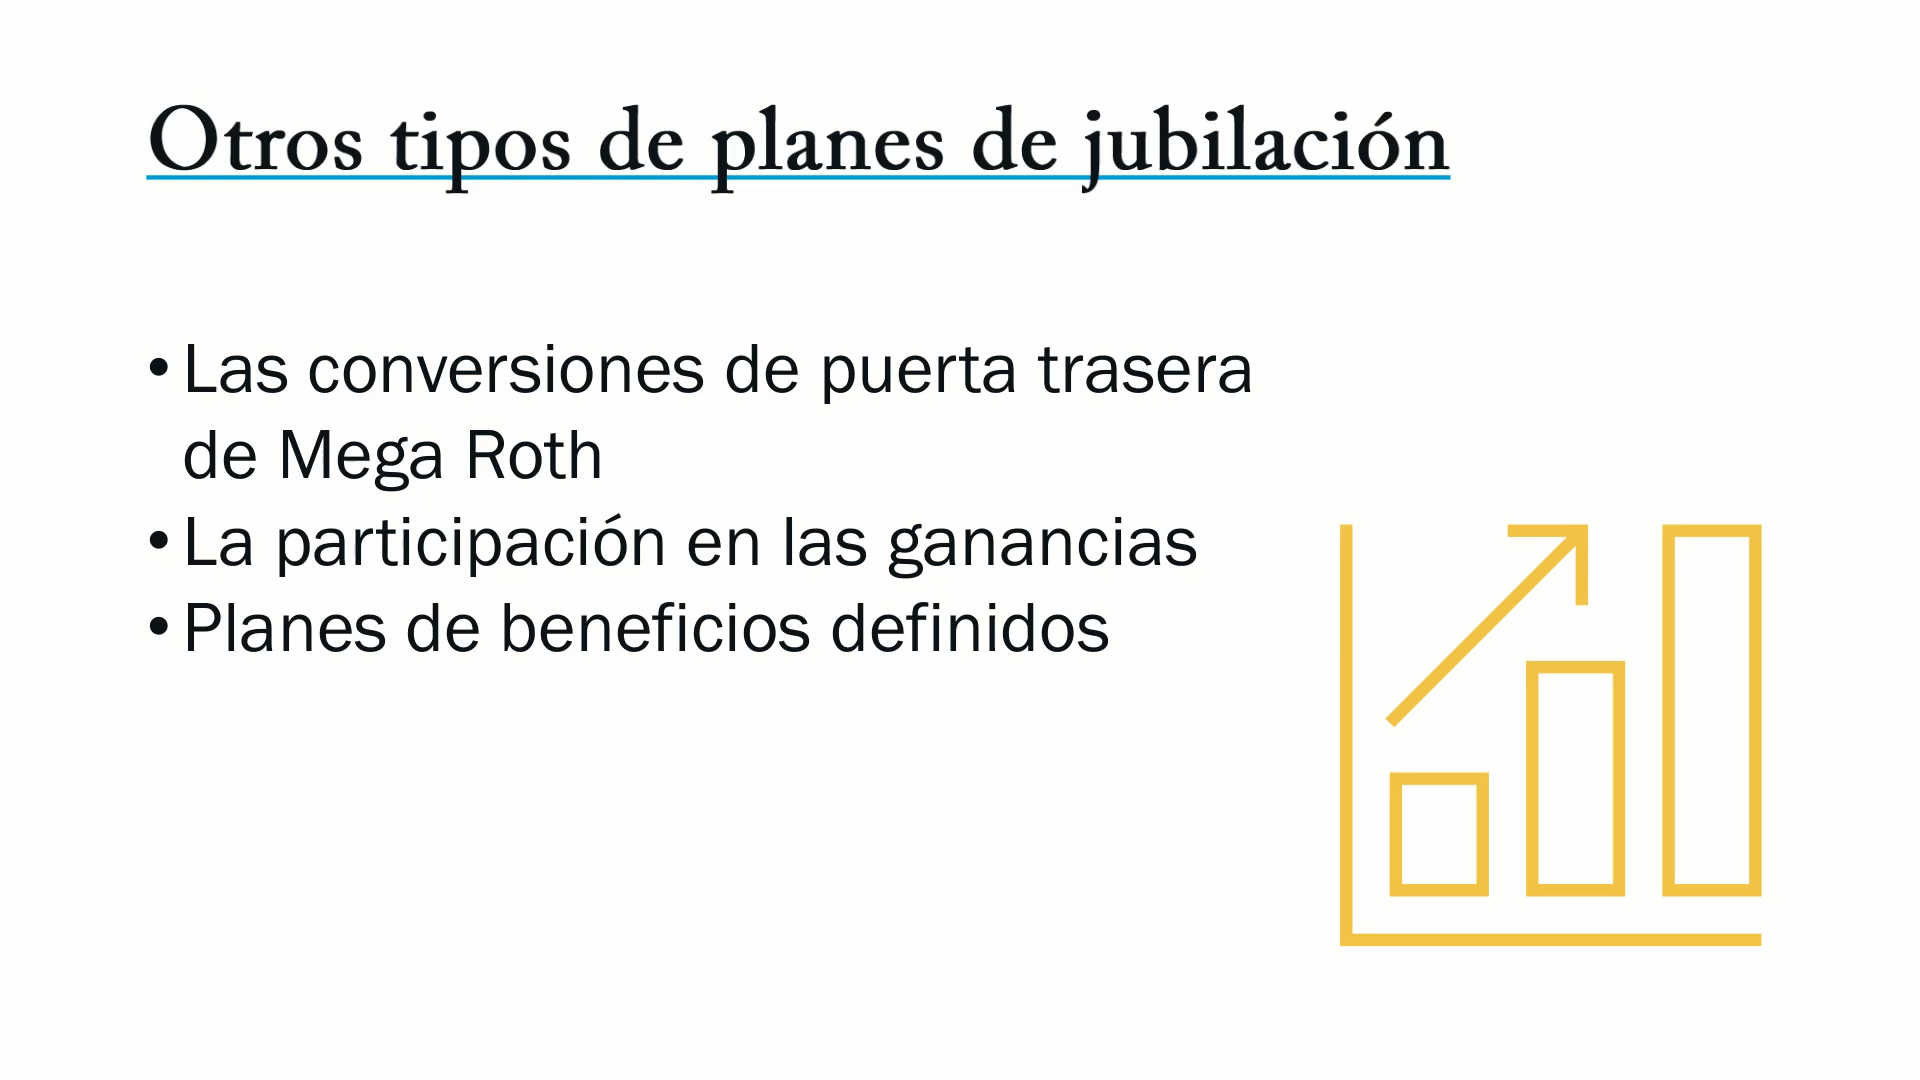 Otros tipos de planes de jubilación
• Las conversiones de puerta trasera
de Mega Roth
• La participación en las ganancias
• Planes de beneficios definidos